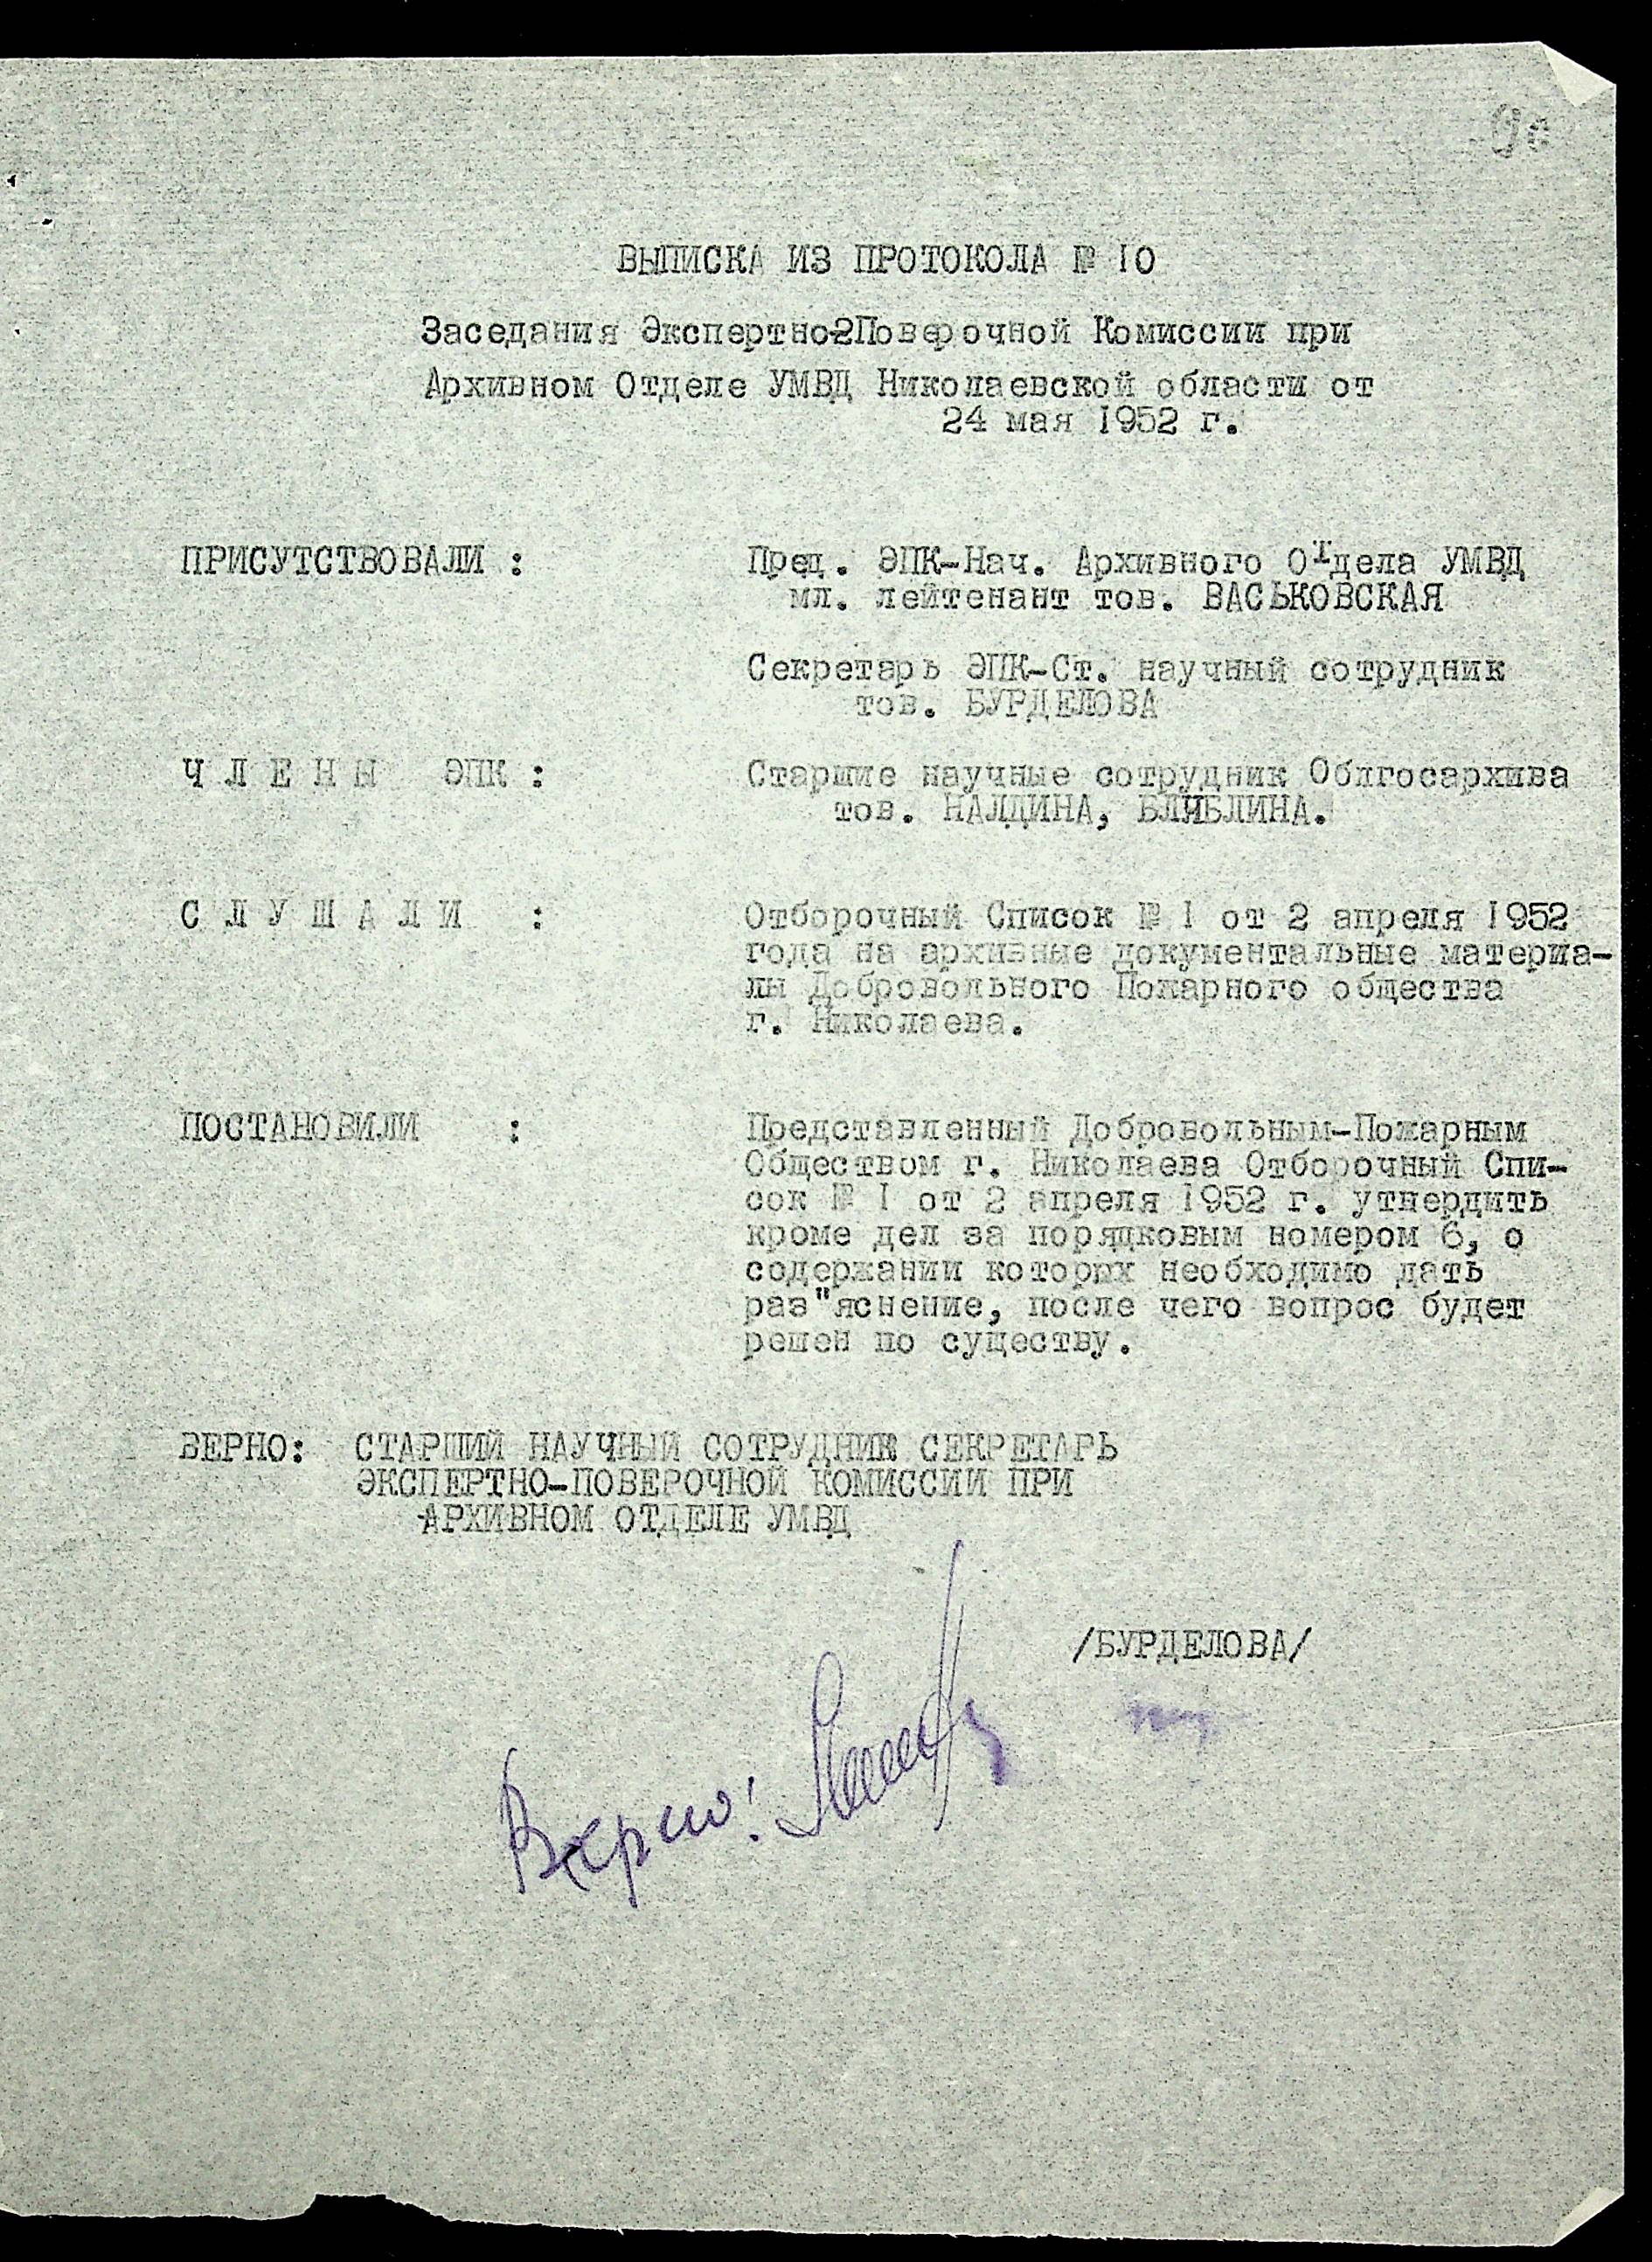 ВЫПИСКА ИЗ ПРОТОКОЛА № 10
Заседания Экспертно-Поверочной Комиссии при
Архивном Отделе УМВД Николаевской области от
24 мая 1952 г.
ПРИСУТСТВОВАЛИ :
Пред. ЭПК-Нач. Архивного Отдела УМВД
мл. лейтенант тов. ВАСЬКОВСКАЯ
Секретарь ЭПК-Ст. научный сотрудник
тов. БУРДЕЛОВА
Ч Л Е Н Ы ЭПК :
Старшие научные сотрудник Облгосархива
тов. НАЛДИНА,
С Л У Ш А Л И :
Отборочный Список № 1 от 2 апреля 1952
года на архивные документальные материа-
лы Добровольного Пожарного общества
г. Николаева.
ПОСТАНОВИЛИ :
Представленный Добровольным-Пожарным
Обществом г. Николаева Отборочный Спи-
сок № 1 от 2 апреля 1952 г. утвердить
кроме дел за порядковым номером 6, о
содержании которх необходимо дать
раз"яснение, после чего вопрос будет
решен по существу.
ВЕРНО: СТАРШИЙ НАУЧНЫЙ СОТРУДНИК СЕКРЕТАРЬ
ЭКСПЕРТНО-ПОВЕРОЧНОЙ КОМИССИИ ПРИ
АРХИВНОМ ОТДЕЛЕ УМВД
/БУРДЕЛОВА/
Верно!